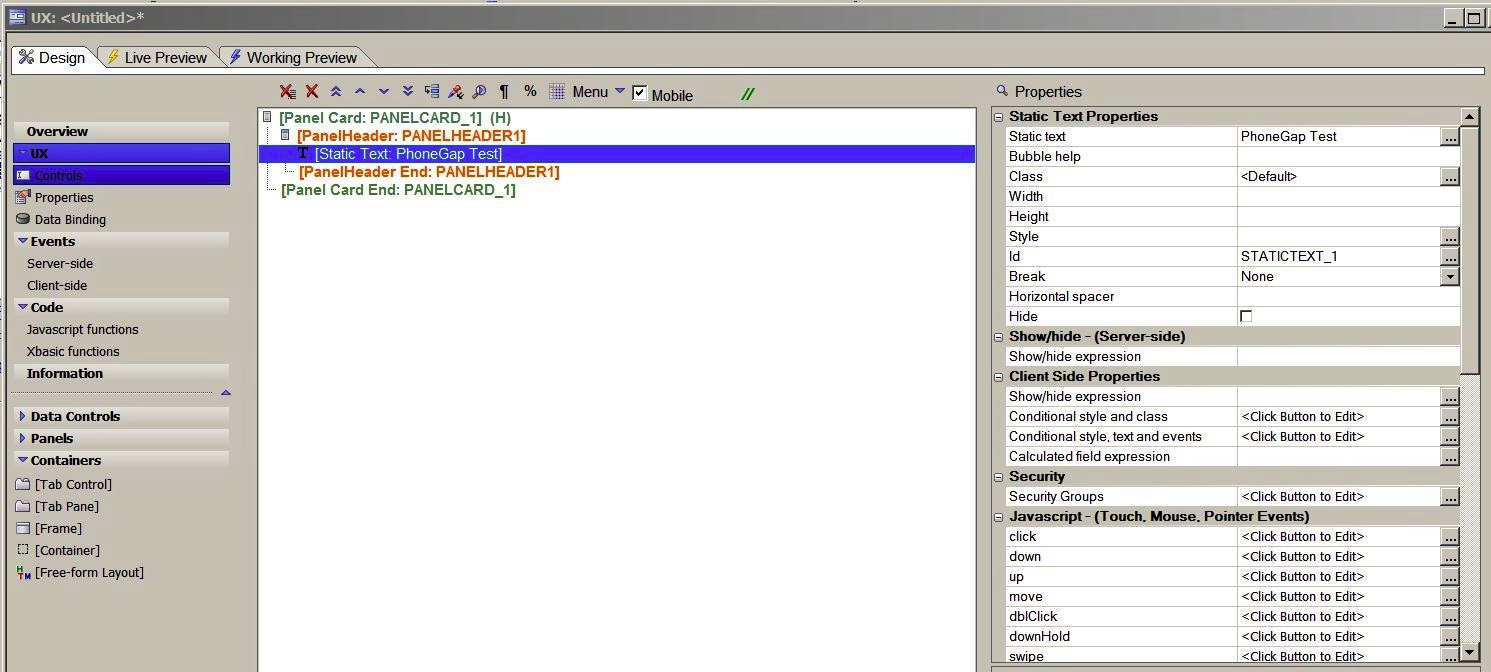 UX: <Untitled>*
Design Live Preview Working Preview
¶ % Menu Mobile //
Overview
UX
Controls
Properties
Data Binding
Events
Server-side
Client-side
Code
Javascript functions
Xbasic functions
Information
Data Controls
Panels
Containers
[Tab Control]
[Tab Pane]
[Frame]
[Container]
[Free-form Layout]
[Panel Card: PANELCARD_1] (H)
[PanelHeader: PANELHEADER1]
T [Static Text: PhoneGap Test]
[PanelHeader End: PANELHEADER1]
[Panel Card End: PANELCARD_1]
Properties
Static Text Properties
Static text PhoneGap Test ...
Bubble help
Class <Default> ...
Width
Height
Style ...
Id STATICTEXT_1 ...
Break None
Horizontal spacer
Hide
Show/hide - (Server-side)
Show/hide expression
Client Side Properties
Show/hide expression ...
Conditional style and class <Click Button to Edit> ...
Conditional style, text and events <Click Button to Edit> ...
Calculated field expression ...
Security
Security Groups <Click Button to Edit> ...
Javascript - (Touch, Mouse, Pointer Events)
click <Click Button to Edit> ...
down <Click Button to Edit> ...
up <Click Button to Edit> ...
move <Click Button to Edit> ...
dblClick <Click Button to Edit> ...
downHold <Click Button to Edit> ...
swipe <Click Button to Edit> ...